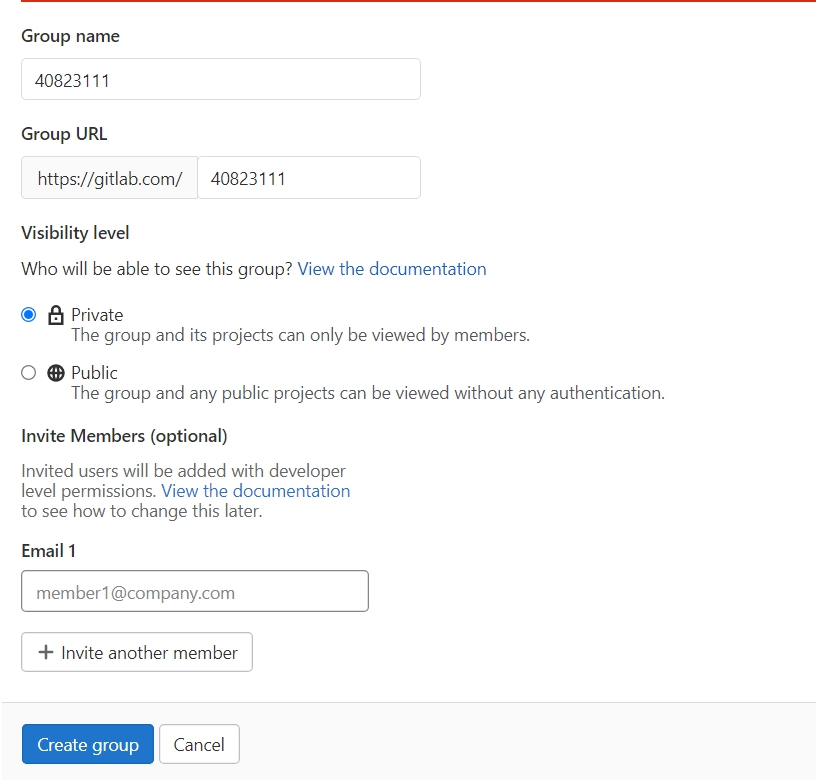 Group name
40823111
Group URL
https://gitlab.com/ 40823111
Visibility level
Who will be able to see this group? View the documentation
Private
The group and its projects can only be viewed by members.
Public
The group and any public projects can be viewed without any authentication.
Invite Members (optional)
Invited users will be added with developer
level permissions. View the documentation
to see how to change this later.
Email 1
member1@company.com
Invite another member
Create group Cancel